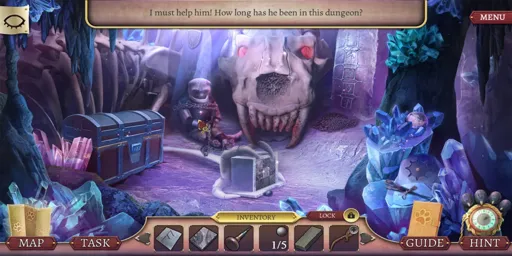 I must help him! How long has he been in this dungeon?
MENU
INVENTORY
LOCK
1/5
MAP
TASK
GUIDE
HINT